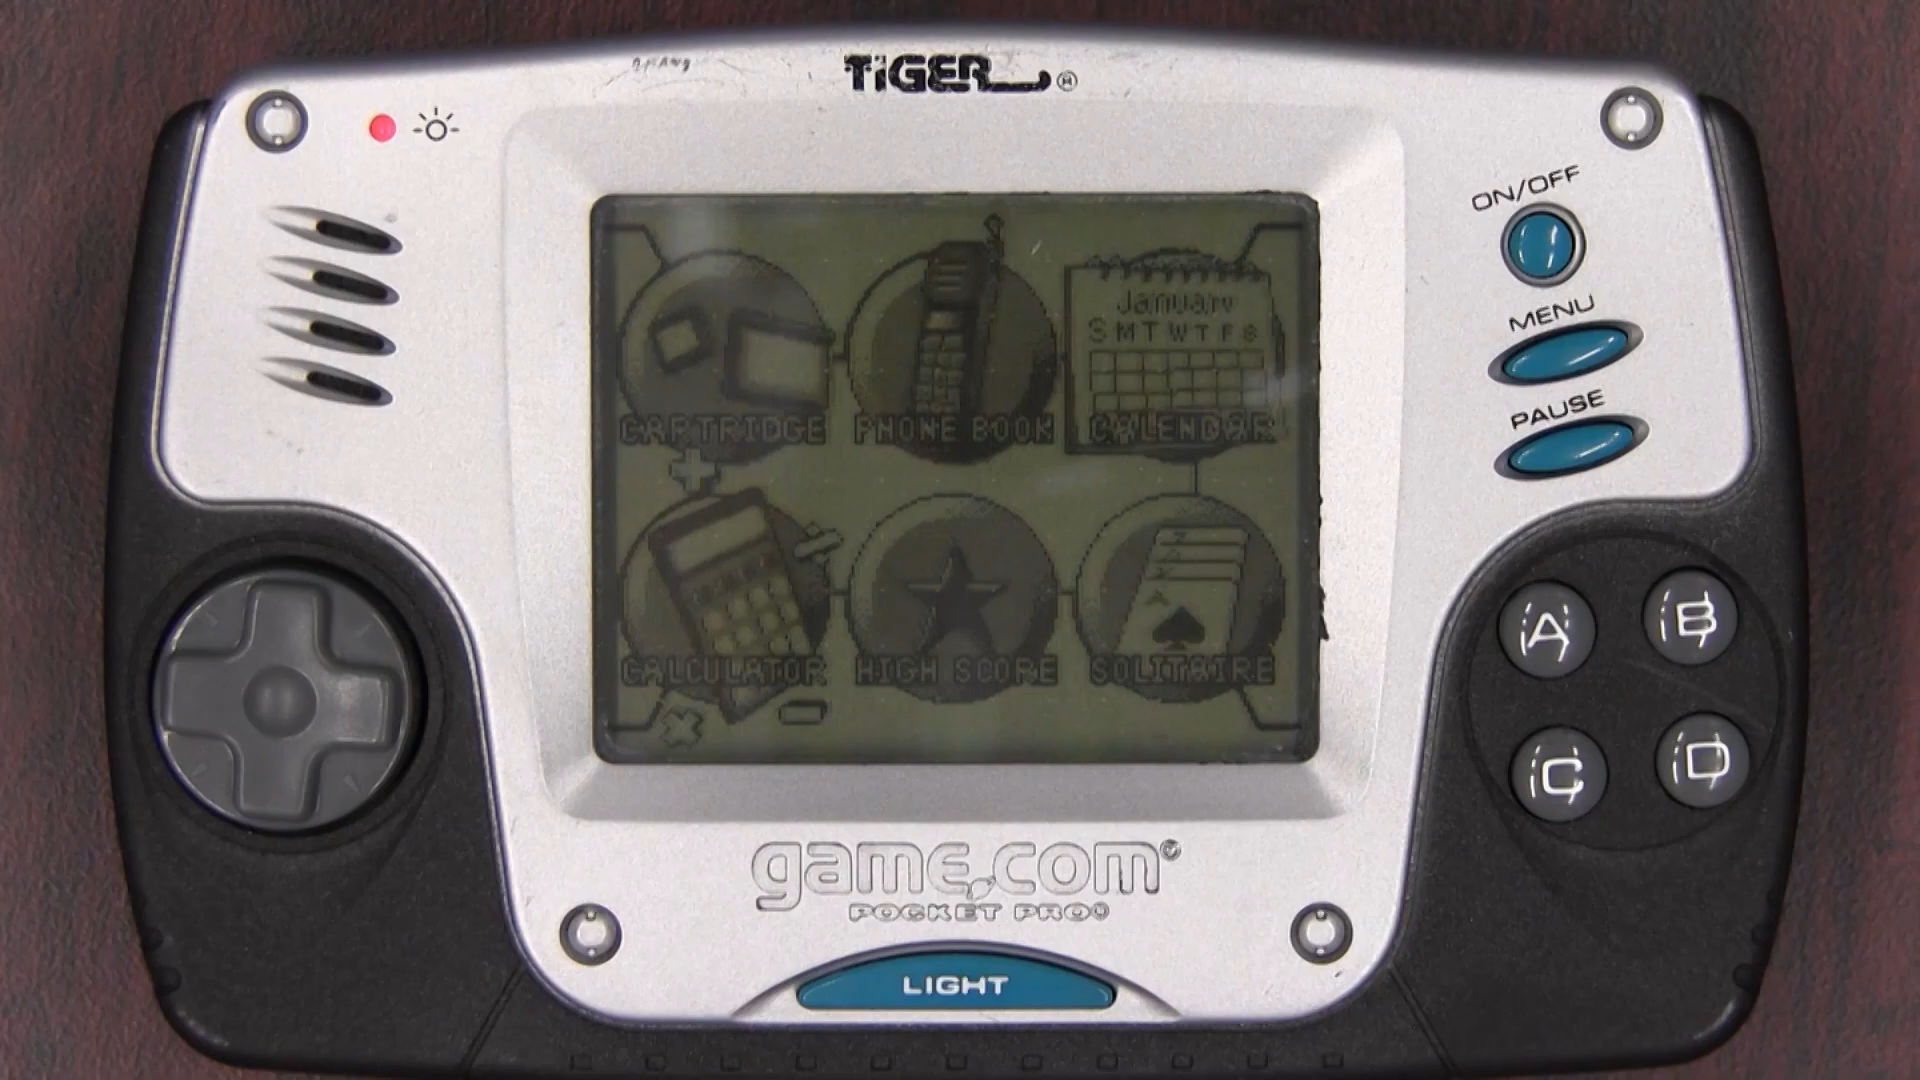 TiGER®
ON/OFF
MENU
PAUSE
January
S M T W T F S
CARTRIDGE PHONE BOOK CALENDAR
CALCULATOR HIGH SCORE SOLITAIRE
A B
C D
game.com
POCKET PRO
LIGHT